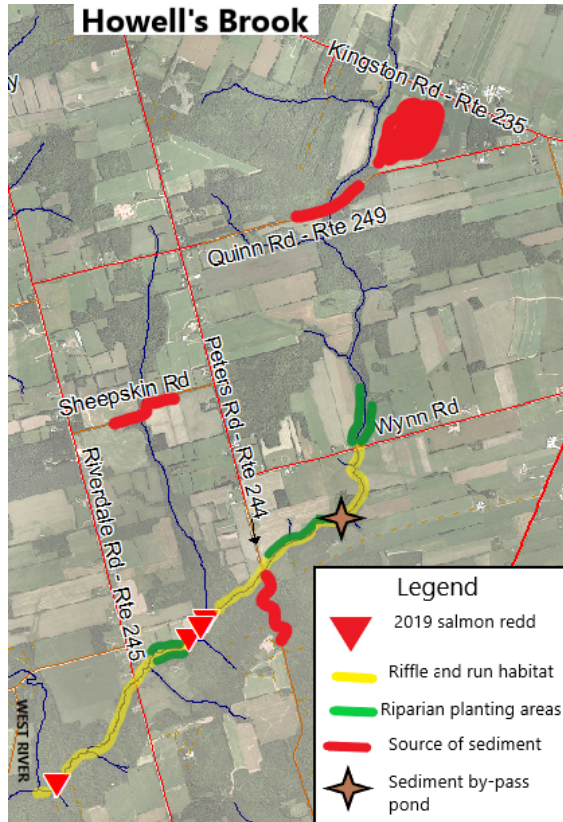 Howell's Brook
y
Kingston Rd - Rte 235
Quinn Rd - Rte 249
Sheepskin Rd
Peters Rd - Rte 244
Wynn Rd
Riverdale Rd - Rte 245
WEST RIVER
Legend
2019 salmon redd
Riffle and run habitat
Riparian planting areas
Source of sediment
Sediment by-pass
pond